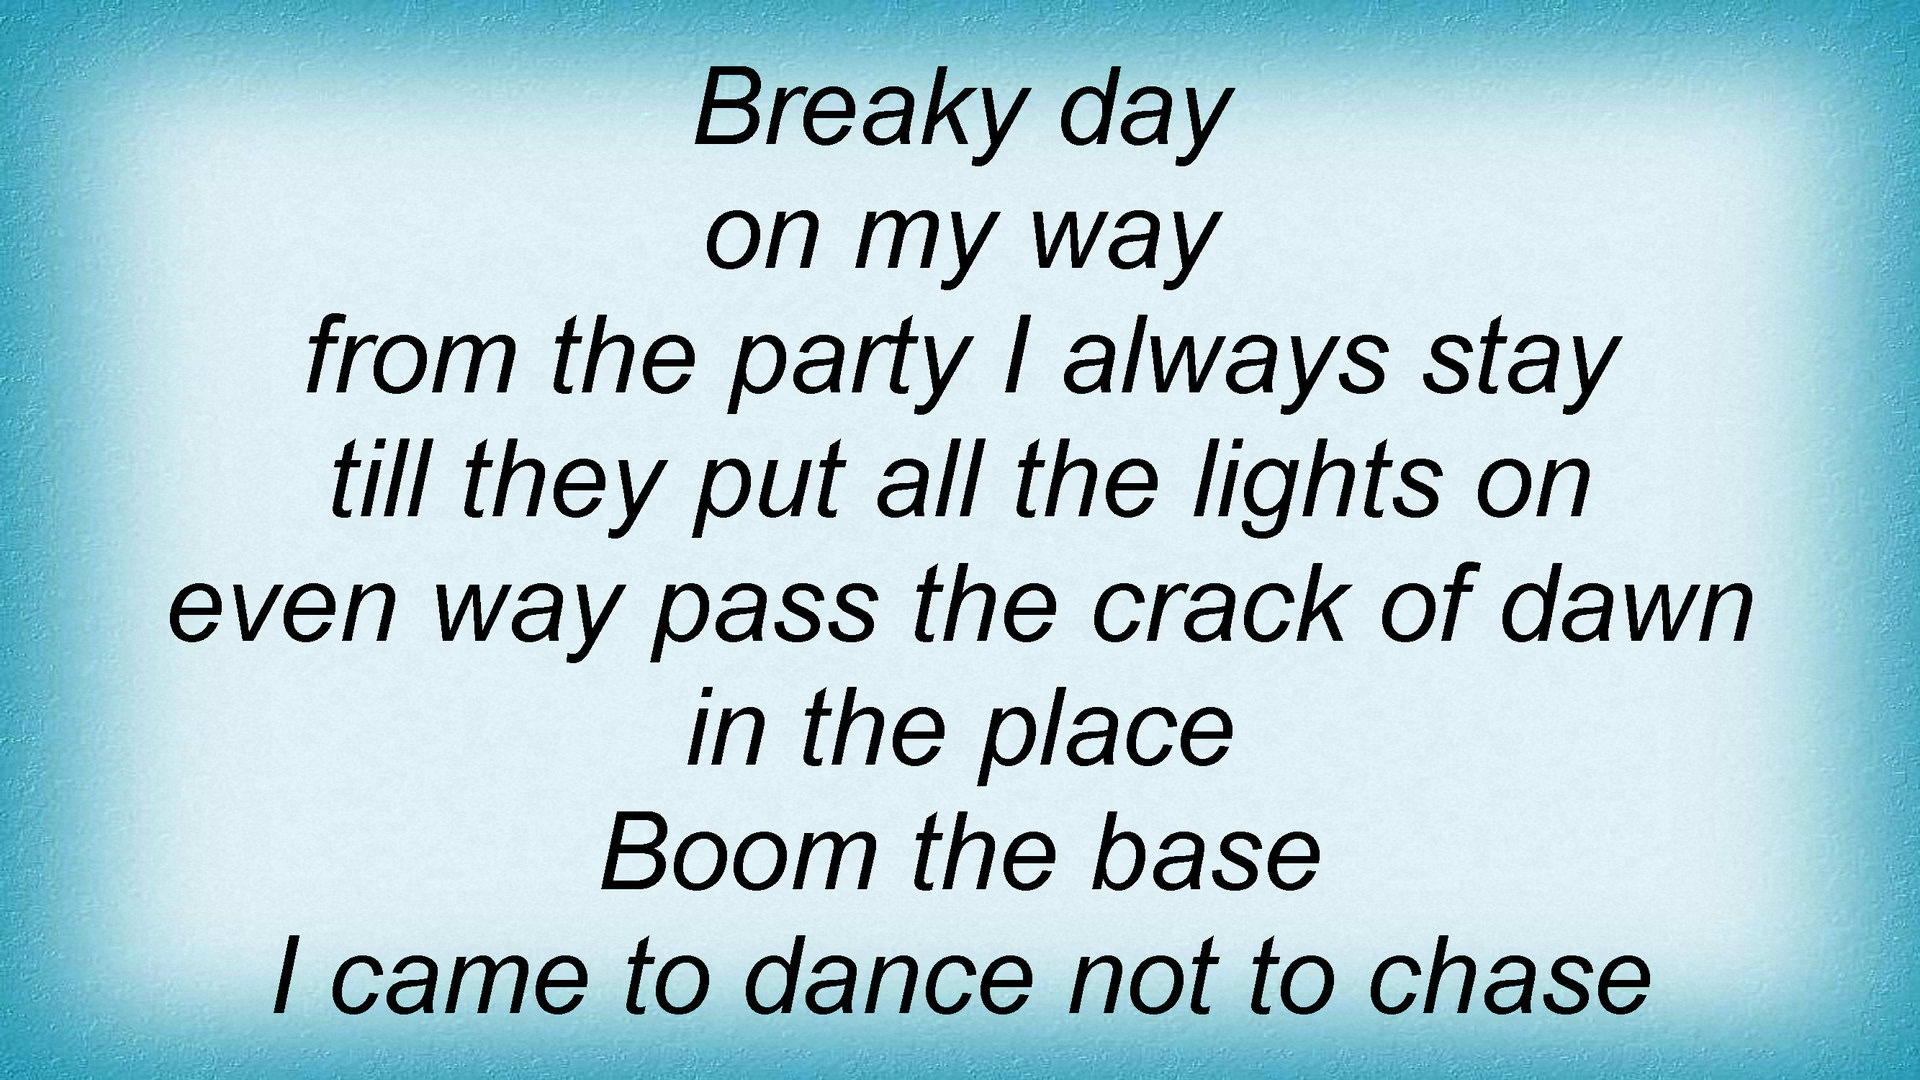 Breaky day
on my way
from the party I always stay
till they put all the lights on
even way pass the crack of dawn
in the place
Boom the base
I came to dance not to chase